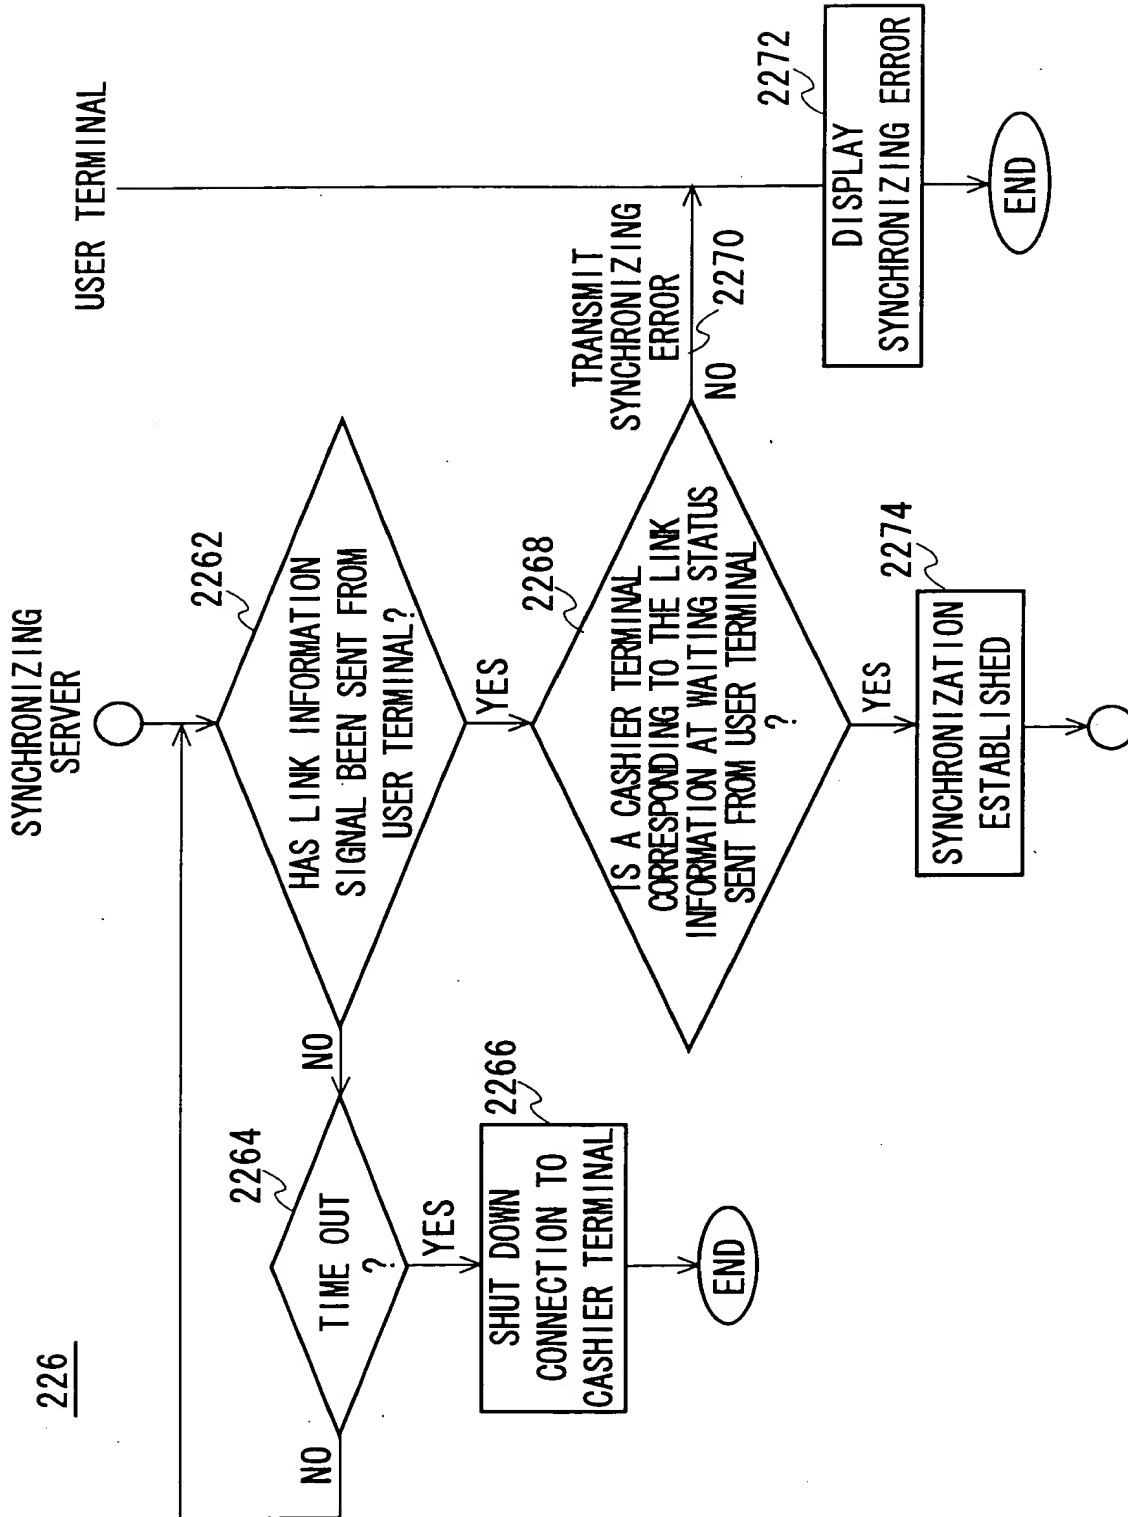 226
SYNCHRONIZING
SERVER
USER TERMINAL
2262
HAS LINK INFORMATION
SIGNAL BEEN SENT FROM
USER TERMINAL?
NO
YES
2264
TIME OUT
?
NO
YES
2266
SHUT DOWN
CONNECTION TO
CASHIER TERMINAL
END
2268
IS A CASHIER TERMINAL
CORRESPONDING TO THE LINK
INFORMATION AT WAITING STATUS
SENT FROM USER TERMINAL
?
NO
YES
TRANSMIT
SYNCHRONIZING
ERROR
2270
2272
DISPLAY
SYNCHRONIZING ERROR
END
2274
SYNCHRONIZATION
ESTABLISHED